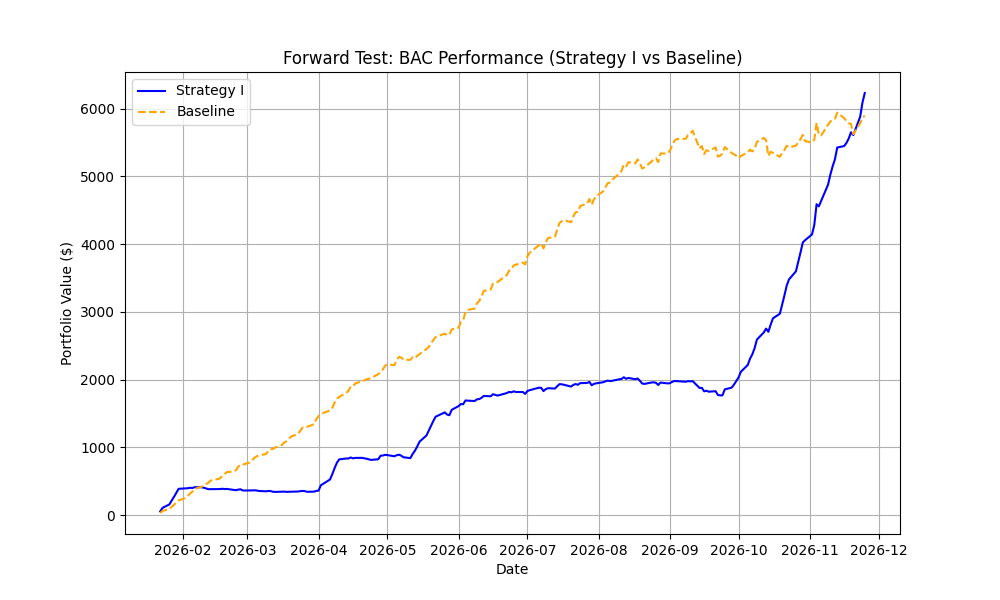 Forward Test: BAC Performance (Strategy I vs Baseline)
Strategy I
Baseline
Portfolio Value ($)
6000
5000
4000
3000
2000
1000
0
2026-02 2026-03 2026-04 2026-05 2026-06 2026-07 2026-08 2026-09 2026-10 2026-11 2026-12
Date